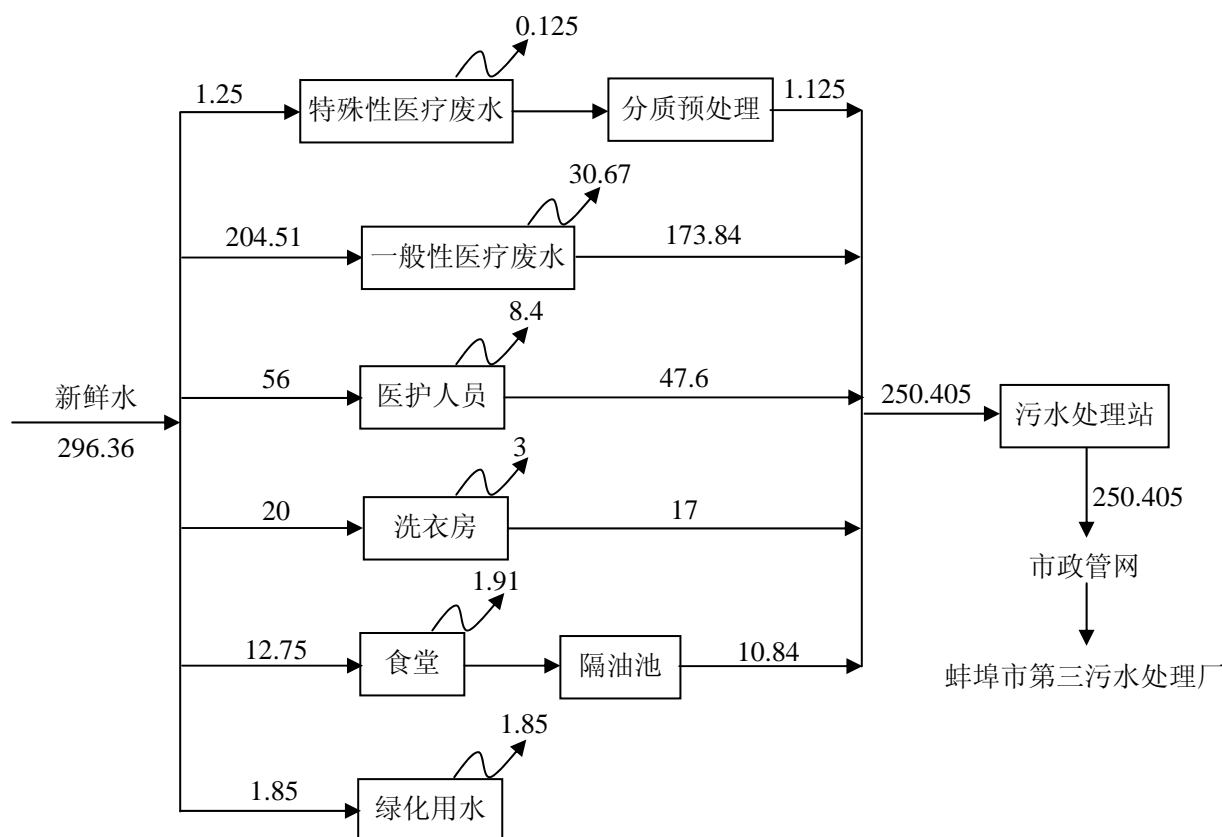 0.125
1.25
特殊性医疗废水
分质预处理
1.125
30.67
204.51
一般性医疗废水
173.84
8.4
56
医护人员
47.6
新鲜水
296.36
250.405
污水处理站
3
20
洗衣房
17
250.405
市政管网
1.91
12.75
食堂
隔油池
10.84
蚌埠市第三污水处理厂
1.85
1.85
绿化用水